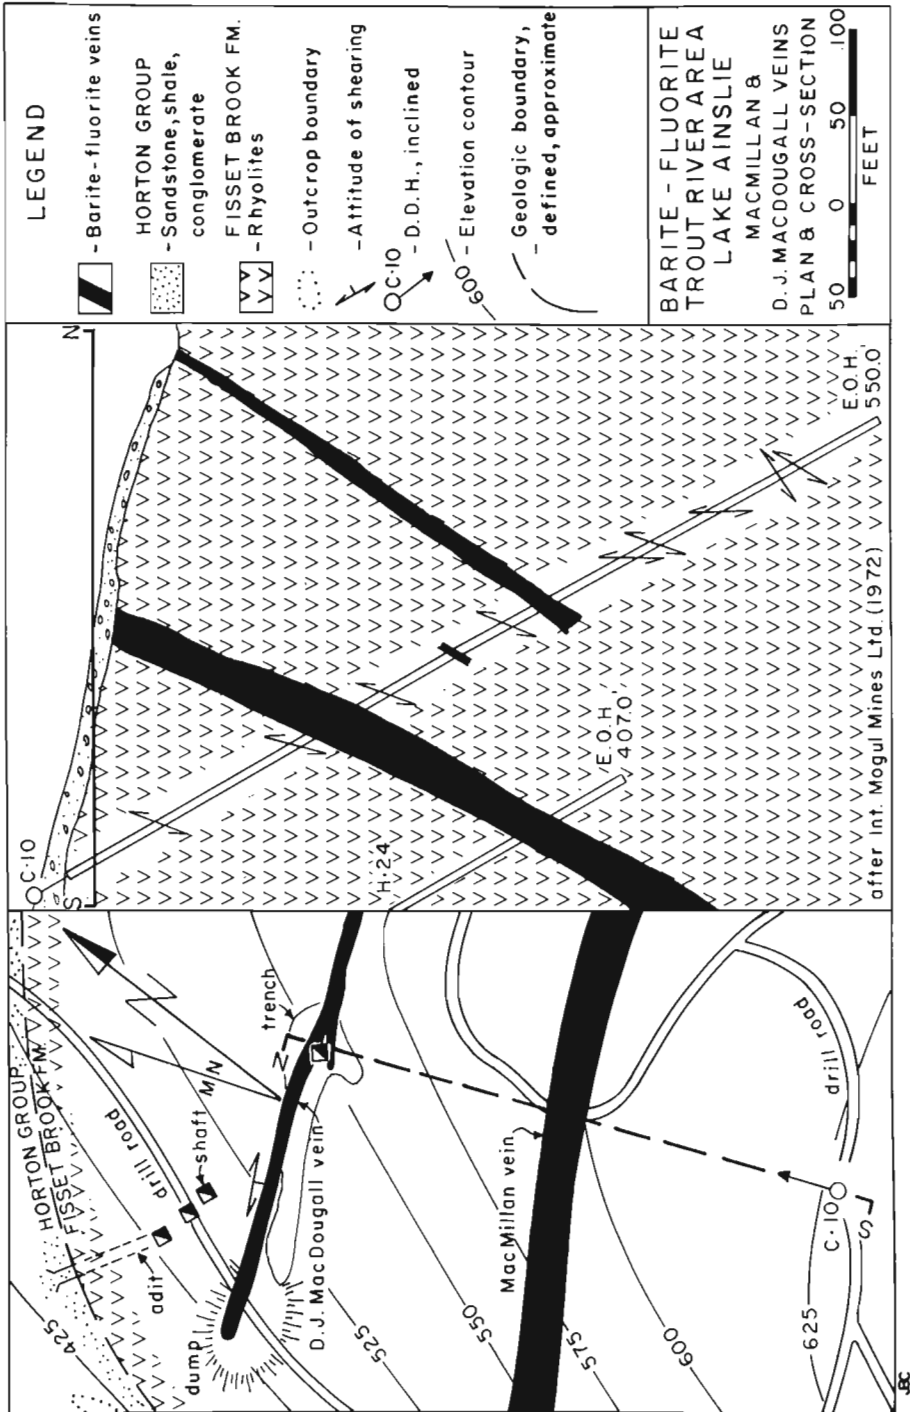 LEGEND
- Barite-fluorite veins
HORTON GROUP
- Sandstone, shale,
conglomerate
FISSET BROOK FM.
- Rhyolites
- Outcrop boundary
- Attitude of shearing
C-10
- D.D.H., inclined
600
- Elevation contour
- Geologic boundary,
defined, approximate
BARITE - FLUORITE
TROUT RIVER AREA
LAKE AINSLIE
MACMILLAN &
D. J. MACDOUGALL VEINS
PLAN & CROSS-SECTION
50 0 50 100
FEET
C-10
S
N
H-24
E.O.H.
407.0'
E.O.H.
550.0'
after Int. Mogul Mines Ltd. (1972)
HORTON GROUP
FISSET BROOK FM.
425
adit
drill road
shaft
MN
dump
trench
N
D.J. MacDougall vein
525
550
MacMillan vein
575
600
625
C-10
S
drill road
JBC